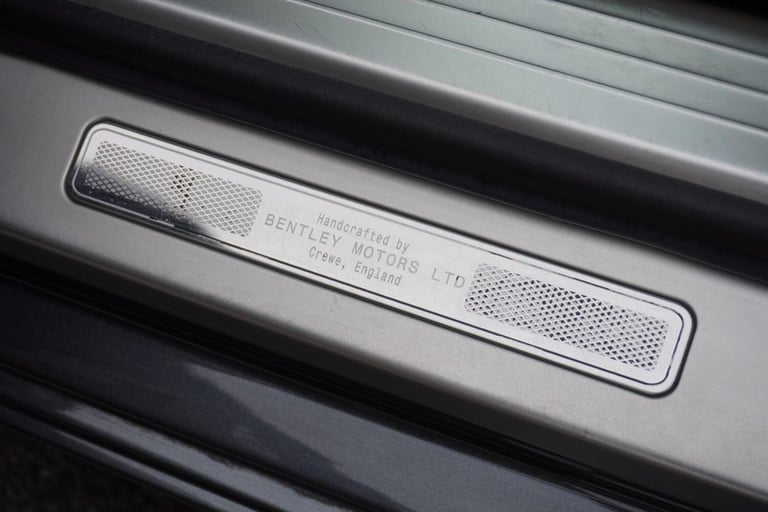 Handcrafted by
BENTLEY MOTORS LTD
Crewe, England